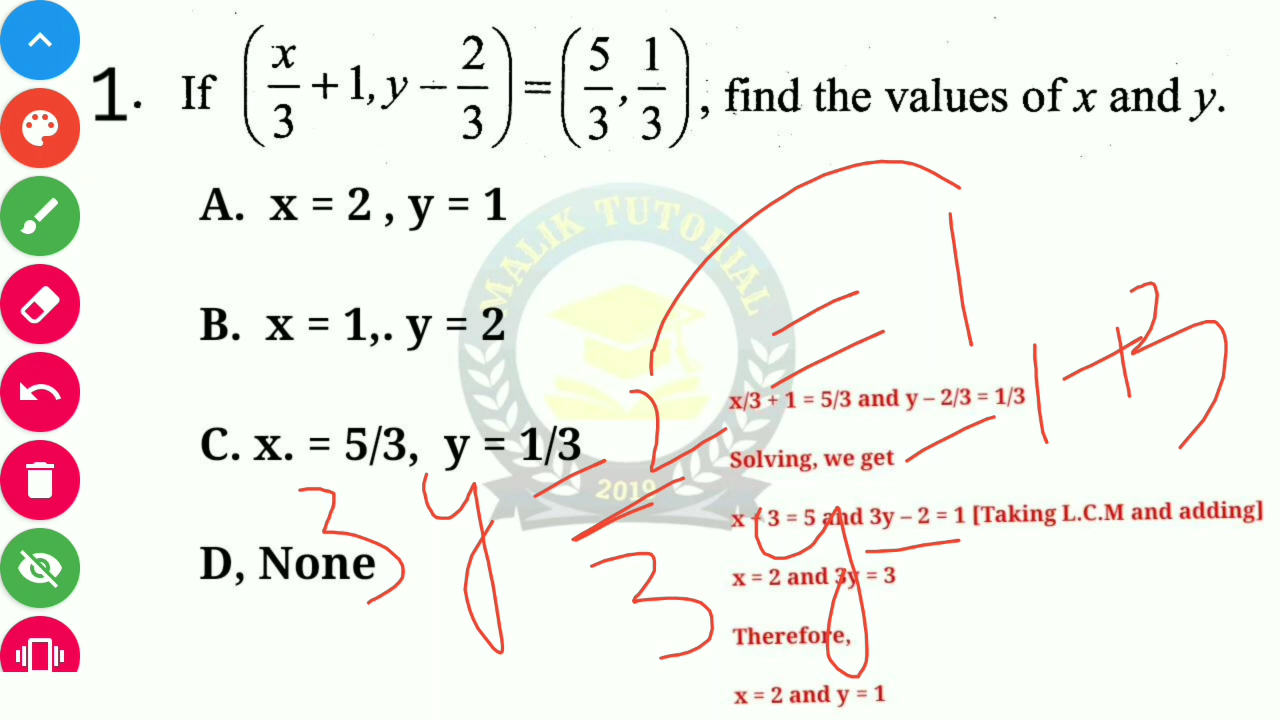 1. If (x/3 + 1, y − 2/3) = (5/3, 1/3), find the values of x and y.
A. x = 2 , y = 1
B. x = 1,. y = 2
C. x. = 5/3, y = 1/3
D, None
MALIK TUTORIAL
2019
x/3 + 1 = 5/3 and y – 2/3 = 1/3
Solving, we get
x + 3 = 5 and 3y – 2 = 1 [Taking L.C.M and adding]
x = 2 and 3y = 3
Therefore,
x = 2 and y = 1
3y = 3